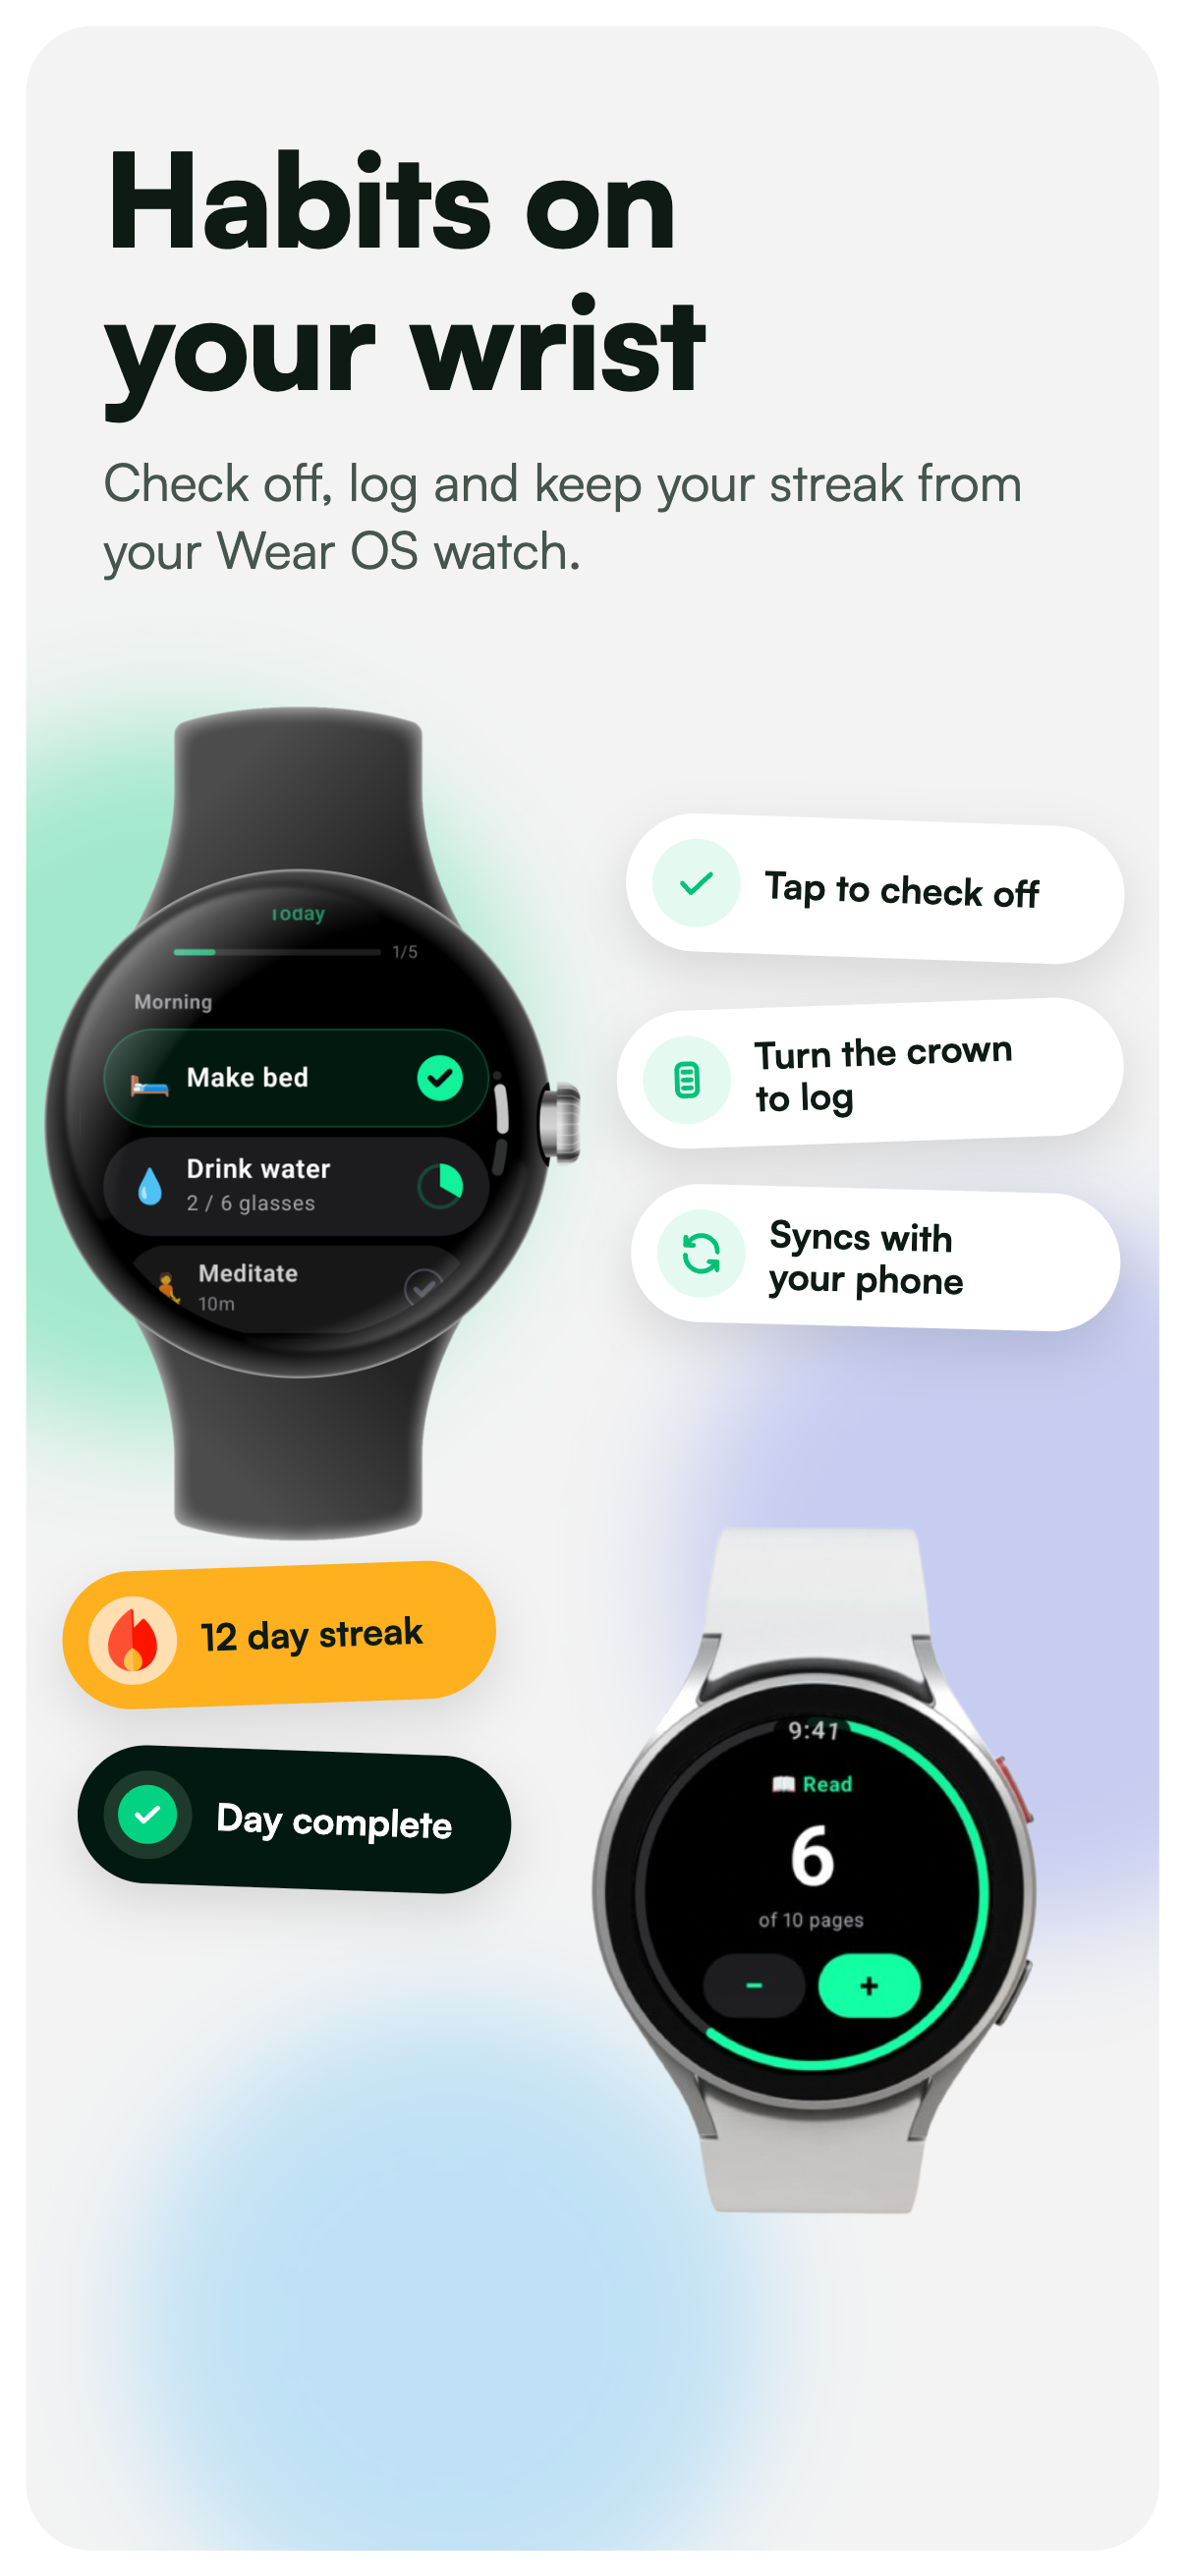 Habits on
your wrist
Check off, log and keep your streak from
your Wear OS watch.
Today
1/5
Morning
Make bed
Drink water
2 / 6 glasses
Meditate
10m
Tap to check off
Turn the crown
to log
Syncs with
your phone
12 day streak
Day complete
9:41
Read
6
of 10 pages
− +